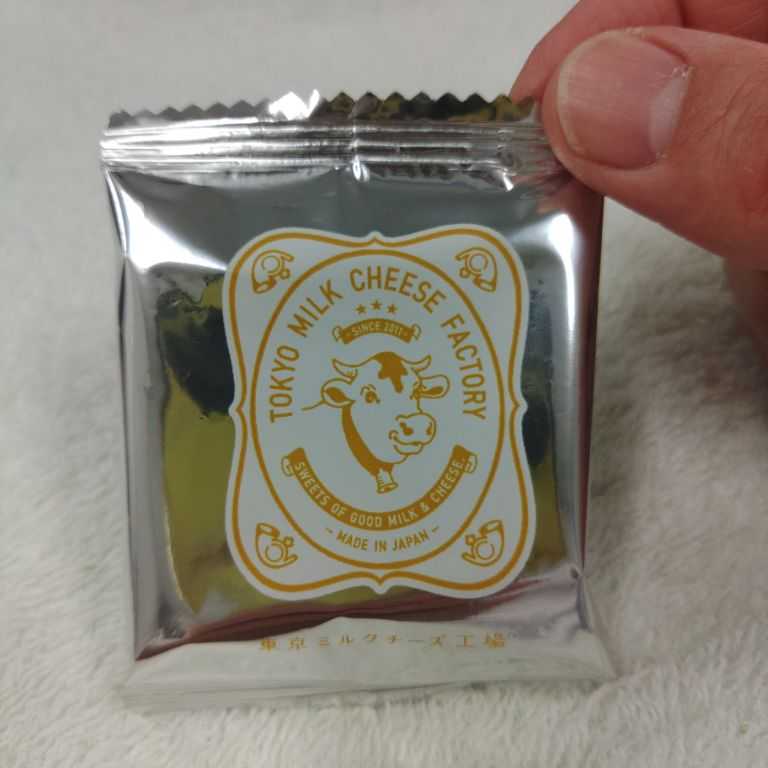 TOKYO MILK CHEESE FACTORY
- SINCE 2011 -
SWEETS OF GOOD MILK & CHEESE.
- MADE IN JAPAN -
東京ミルクチーズ工場